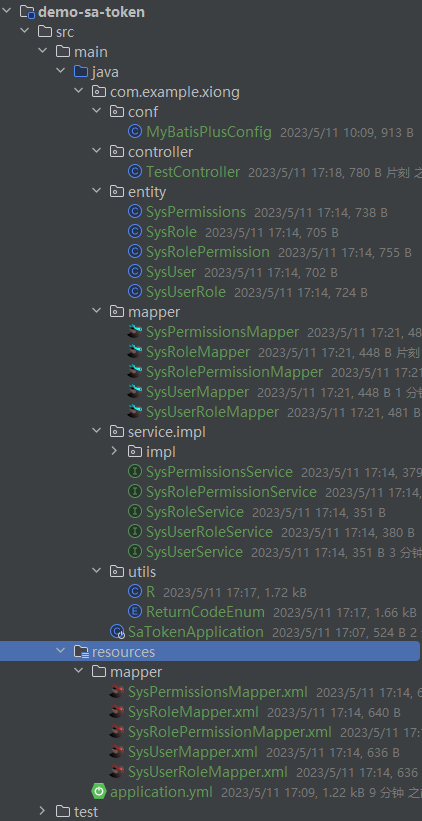 demo-sa-token
src
main
java
com.example.xiong
conf
MyBatisPlusConfig 2023/5/11 10:09, 913 B
controller
TestController 2023/5/11 17:18, 780 B 片刻 之
entity
SysPermissions 2023/5/11 17:14, 738 B
SysRole 2023/5/11 17:14, 705 B
SysRolePermission 2023/5/11 17:14, 755 B
SysUser 2023/5/11 17:14, 702 B
SysUserRole 2023/5/11 17:14, 724 B
mapper
SysPermissionsMapper 2023/5/11 17:21, 48
SysRoleMapper 2023/5/11 17:21, 448 B 片刻
SysRolePermissionMapper 2023/5/11 17:21
SysUserMapper 2023/5/11 17:21, 448 B 1 分钟
SysUserRoleMapper 2023/5/11 17:21, 481 B
service.impl
impl
SysPermissionsService 2023/5/11 17:14, 379
SysRolePermissionService 2023/5/11 17:14,
SysRoleService 2023/5/11 17:14, 351 B
SysUserRoleService 2023/5/11 17:14, 380 B
SysUserService 2023/5/11 17:14, 351 B 3 分钟
utils
R 2023/5/11 17:17, 1.72 kB
ReturnCodeEnum 2023/5/11 17:17, 1.66 kB
SaTokenApplication 2023/5/11 17:07, 524 B 2
resources
mapper
SysPermissionsMapper.xml 2023/5/11 17:14, 6
SysRoleMapper.xml 2023/5/11 17:14, 640 B
SysRolePermissionMapper.xml 2023/5/11 17:14
SysUserMapper.xml 2023/5/11 17:14, 636 B
SysUserRoleMapper.xml 2023/5/11 17:14, 636
application.yml 2023/5/11 17:09, 1.22 kB 9 分钟 之
test